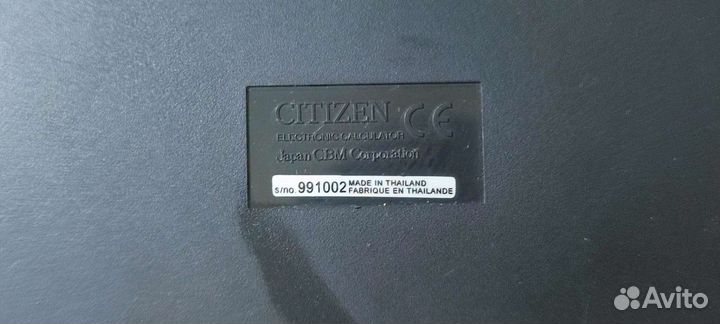 CITIZEN CE
ELECTRONIC CALCULATOR
Japan CBM Corporation
s/no. 991002 MADE IN THAILAND
FABRIQUE EN THAILANDE
Avito